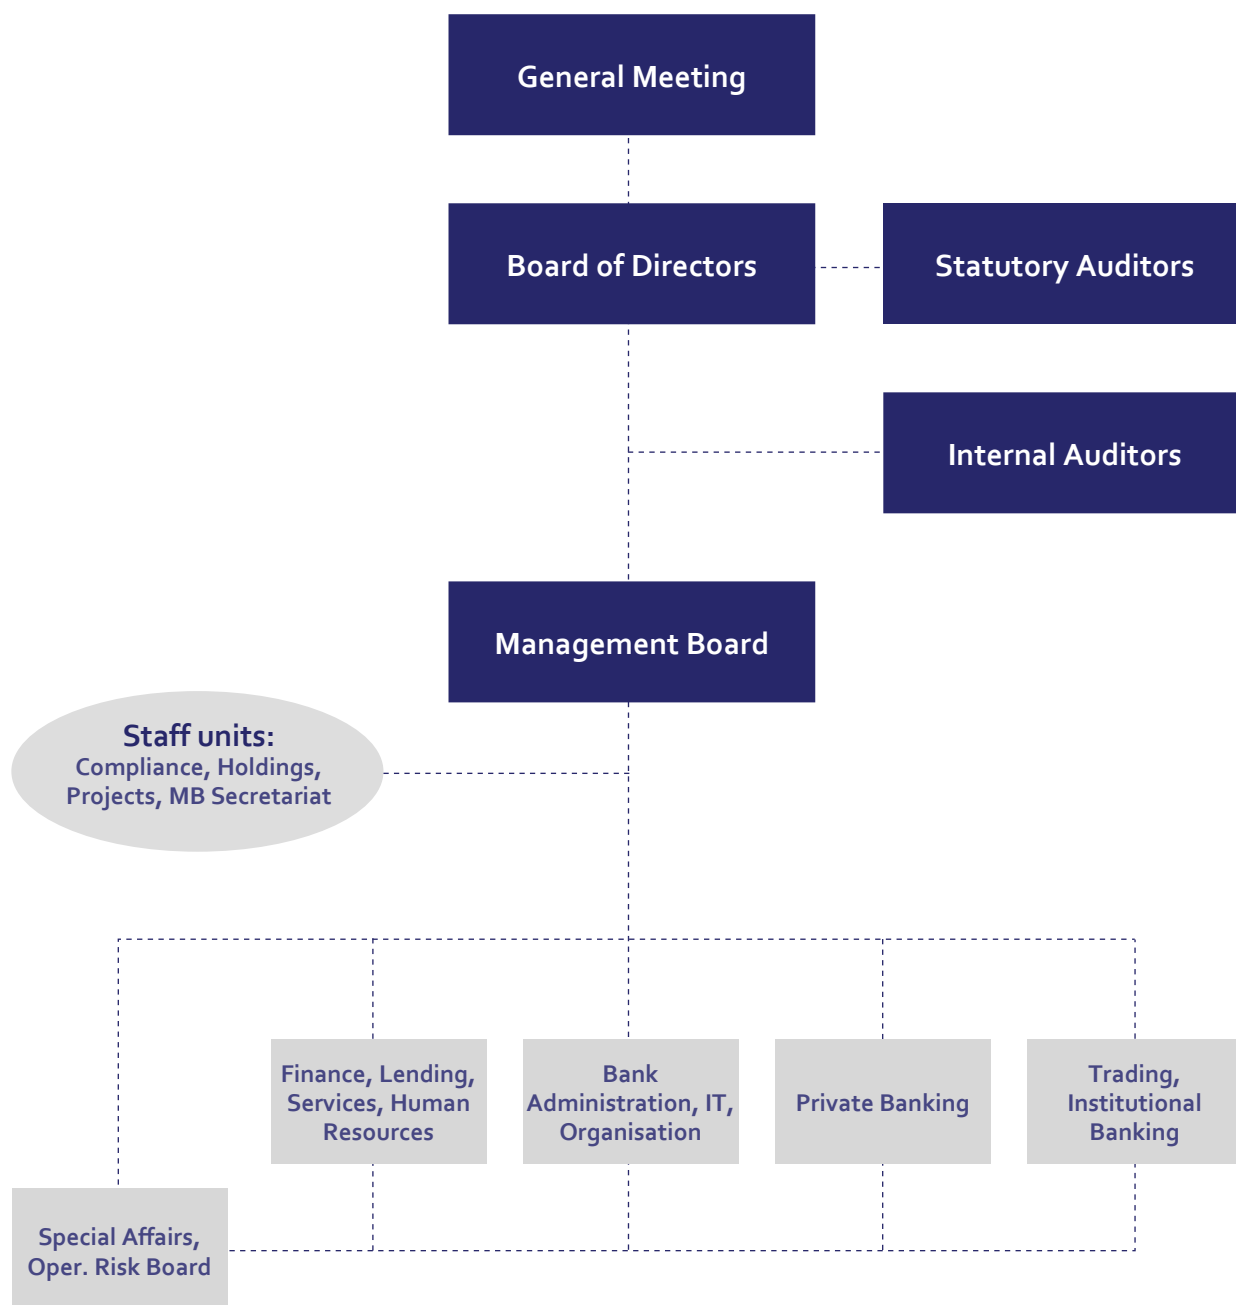 General Meeting
Board of Directors
Statutory Auditors
Internal Auditors
Management Board
Staff units:
Compliance, Holdings,
Projects, MB Secretariat
Finance, Lending,
Services, Human
Resources
Bank
Administration, IT,
Organisation
Private Banking
Trading,
Institutional
Banking
Special Affairs,
Oper. Risk Board